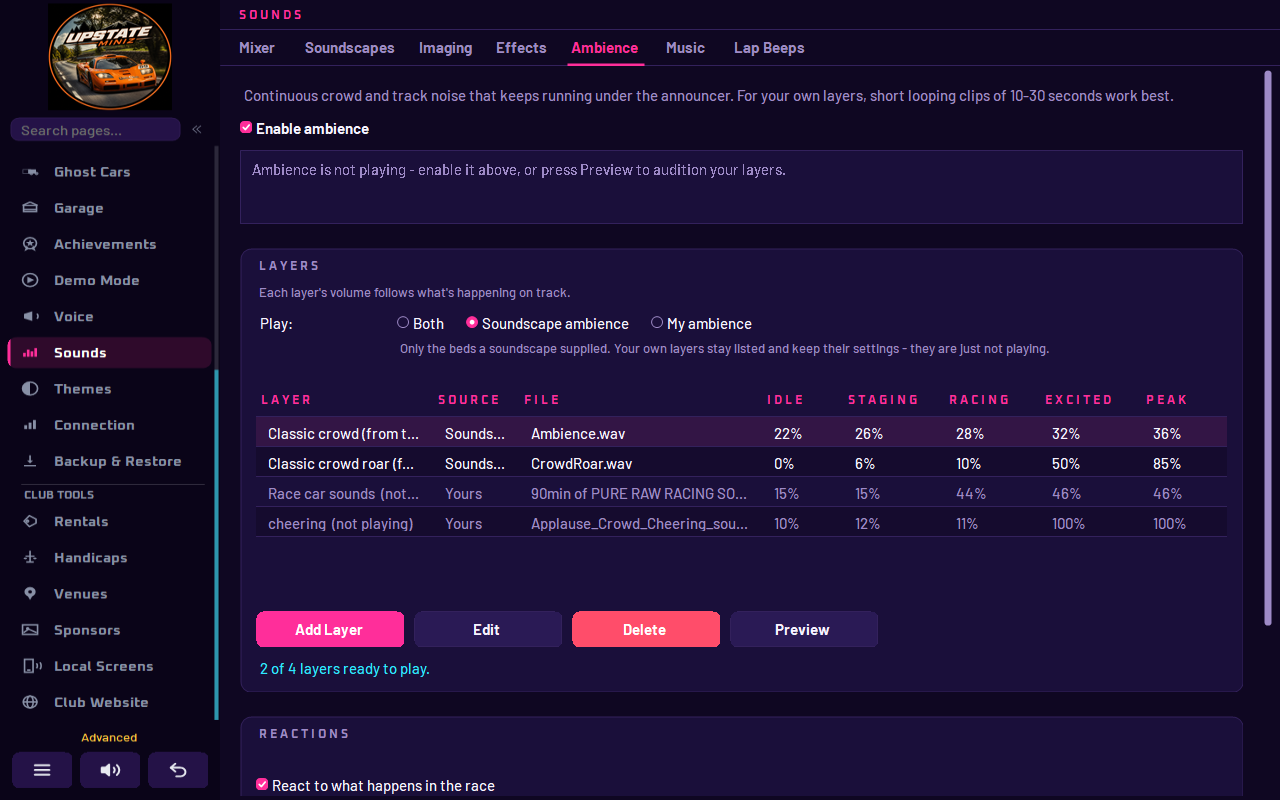 UPSTATE
MINIZ
Search pages...
«
Ghost Cars
Garage
Achievements
Demo Mode
Voice
Sounds
Themes
Connection
Backup & Restore
CLUB TOOLS
Rentals
Handicaps
Venues
Sponsors
Local Screens
Club Website
Advanced
SOUNDS
Mixer Soundscapes Imaging Effects Ambience Music Lap Beeps
Continuous crowd and track noise that keeps running under the announcer. For your own layers, short looping clips of 10-30 seconds work best.
Enable ambience
Ambience is not playing - enable it above, or press Preview to audition your layers.
LAYERS
Each layer's volume follows what's happening on track.
Play: Both Soundscape ambience My ambience
Only the beds a soundscape supplied. Your own layers stay listed and keep their settings - they are just not playing.
LAYER SOURCE FILE IDLE STAGING RACING EXCITED PEAK
Classic crowd (from t... Sounds... Ambience.wav 22% 26% 28% 32% 36%
Classic crowd roar (f... Sounds... CrowdRoar.wav 0% 6% 10% 50% 85%
Race car sounds (not... Yours 90min of PURE RAW RACING SO... 15% 15% 44% 46% 46%
cheering (not playing) Yours Applause_Crowd_Cheering_sou... 10% 12% 11% 100% 100%
Add Layer Edit Delete Preview
2 of 4 layers ready to play.
REACTIONS
React to what happens in the race